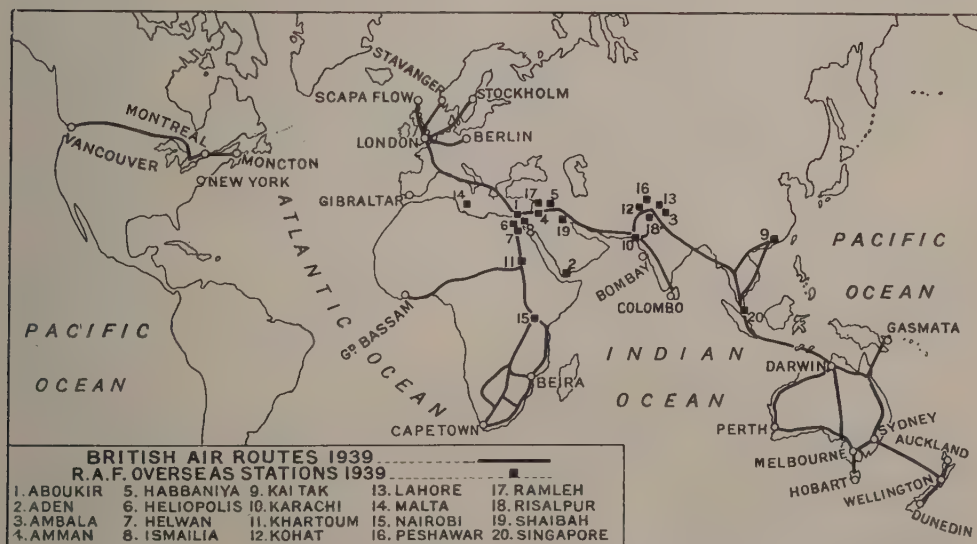 SCAPA FLOW
STAVANGER
STOCKHOLM
MONTREAL
VANCOUVER
MONCTON
NEW YORK
LONDON
BERLIN
GIBRALTAR
14
17
5
1
4
6
8
7
19
16
13
12
3
18
10
9
11
2
BOMBAY
COLOMBO
20
15
ATLANTIC
OCEAN
PACIFIC
OCEAN
PACIFIC
OCEAN
INDIAN
OCEAN
GD BASSAM
BEIRA
CAPETOWN
GASMATA
DARWIN
PERTH
SYDNEY
AUCKLAND
MELBOURNE
HOBART
WELLINGTON
DUNEDIN
BRITISH AIR ROUTES 1939
R.A.F. OVERSEAS STATIONS 1939
1. ABOUKIR 5. HABBANIYA 9. KAI TAK 13. LAHORE 17. RAMLEH
2. ADEN 6. HELIOPOLIS 10. KARACHI 14. MALTA 18. RISALPUR
3. AMBALA 7. HELWAN 11. KHARTOUM 15. NAIROBI 19. SHAIBAH
4. AMMAN 8. ISMAILIA 12. KOHAT 16. PESHAWAR 20. SINGAPORE